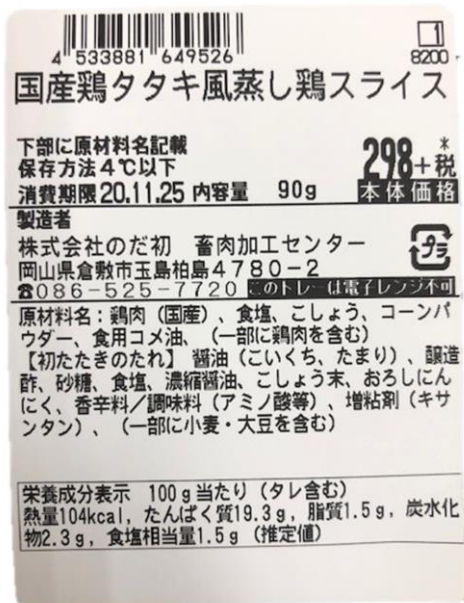 4 533881 649526
1
8200
国産鶏タタキ風蒸し鶏スライス
下部に原材料名記載
保存方法4℃以下
消費期限20.11.25 内容量 90g
298+税*
本体価格
製造者
株式会社のだ初 畜肉加工センター
岡山県倉敷市玉島柏島4780-2
☎086-525-7720 このトレーは電子レンジ不可
プラ
原材料名:鶏肉(国産)、食塩、こしょう、コーンパ
ウダー、食用コメ油、(一部に鶏肉を含む)
【初たたきのたれ】 醤油(こいくち、たまり)、醸造
酢、砂糖、食塩、濃縮醤油、こしょう末、おろしにん
にく、香辛料/調味料(アミノ酸等)、増粘剤(キサ
ンタン)、(一部に小麦・大豆を含む)
栄養成分表示 100g当たり(タレ含む)
熱量104kcal, たんぱく質19.3g, 脂質1.5g, 炭水化
物2.3g, 食塩相当量1.5g(推定値)